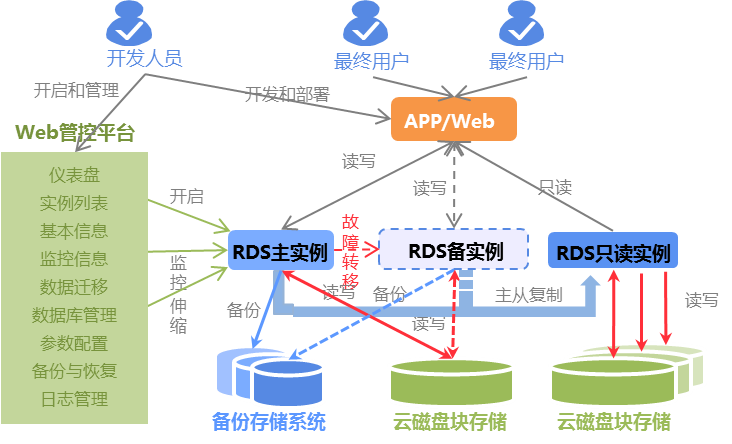 开发人员
最终用户
最终用户
开启和管理
开发和部署
Web管控平台
APP/Web
仪表盘
实例列表
基本信息
监控信息
数据迁移
数据库管理
参数配置
备份与恢复
日志管理
开启
监控
伸缩
读写
读写
只读
RDS主实例
故障转移
RDS备实例
RDS只读实例
备份
读写
备份
主从复制
读写
读写
备份存储系统
云磁盘块存储
云磁盘块存储